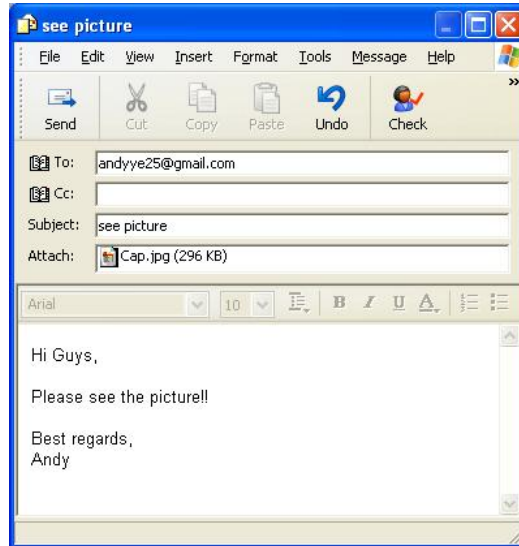 see picture
File Edit View Insert Format Tools Message Help
Send Cut Copy Paste Undo Check
To: andyye25@gmail.com
Cc:
Subject: see picture
Attach: Cap.jpg (296 KB)
Arial 10 B I U A
Hi Guys,
Please see the picture!!
Best regards,
Andy